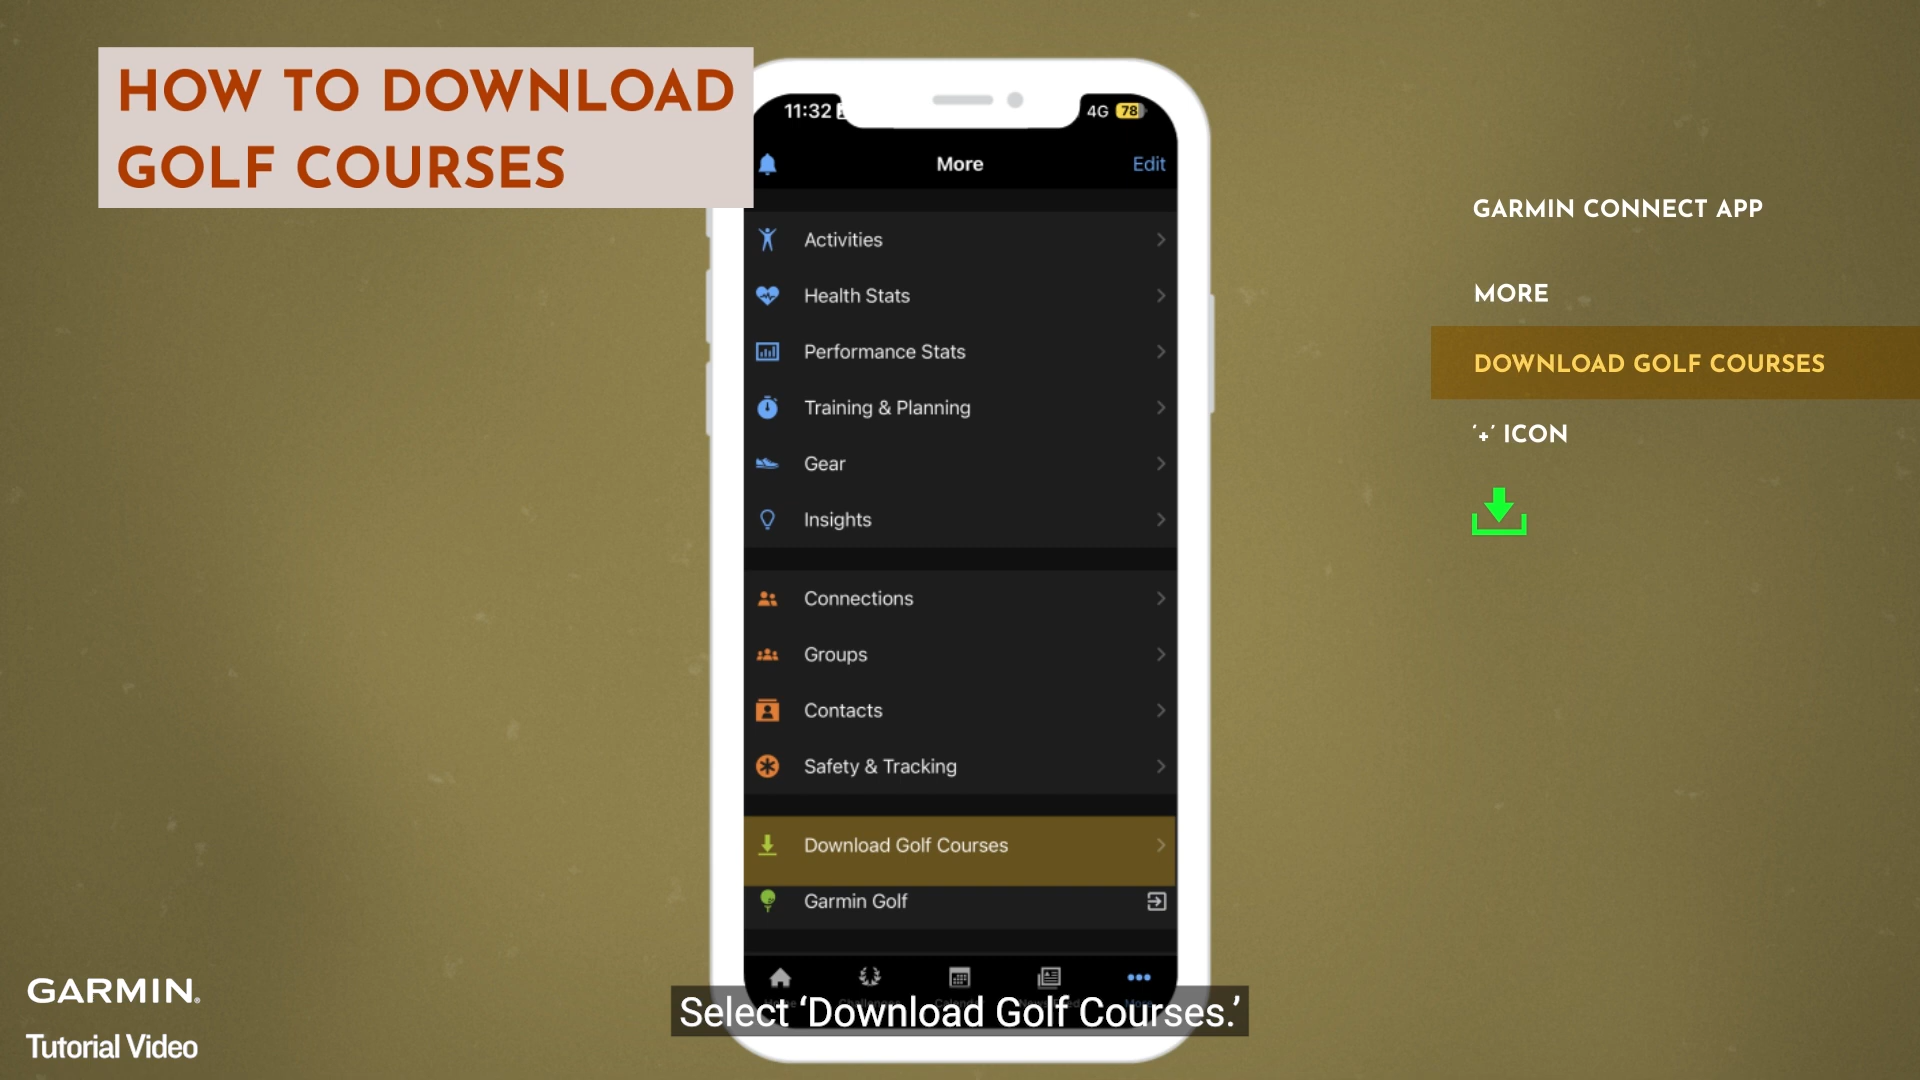 HOW TO DOWNLOAD
GOLF COURSES
11:32
4G 78
More
Edit
Activities
Health Stats
Performance Stats
Training & Planning
Gear
Insights
Connections
Groups
Contacts
Safety & Tracking
Download Golf Courses
Garmin Golf
GARMIN CONNECT APP
MORE
DOWNLOAD GOLF COURSES
‘+’ ICON
Select ‘Download Golf Courses.’
GARMIN
Tutorial Video